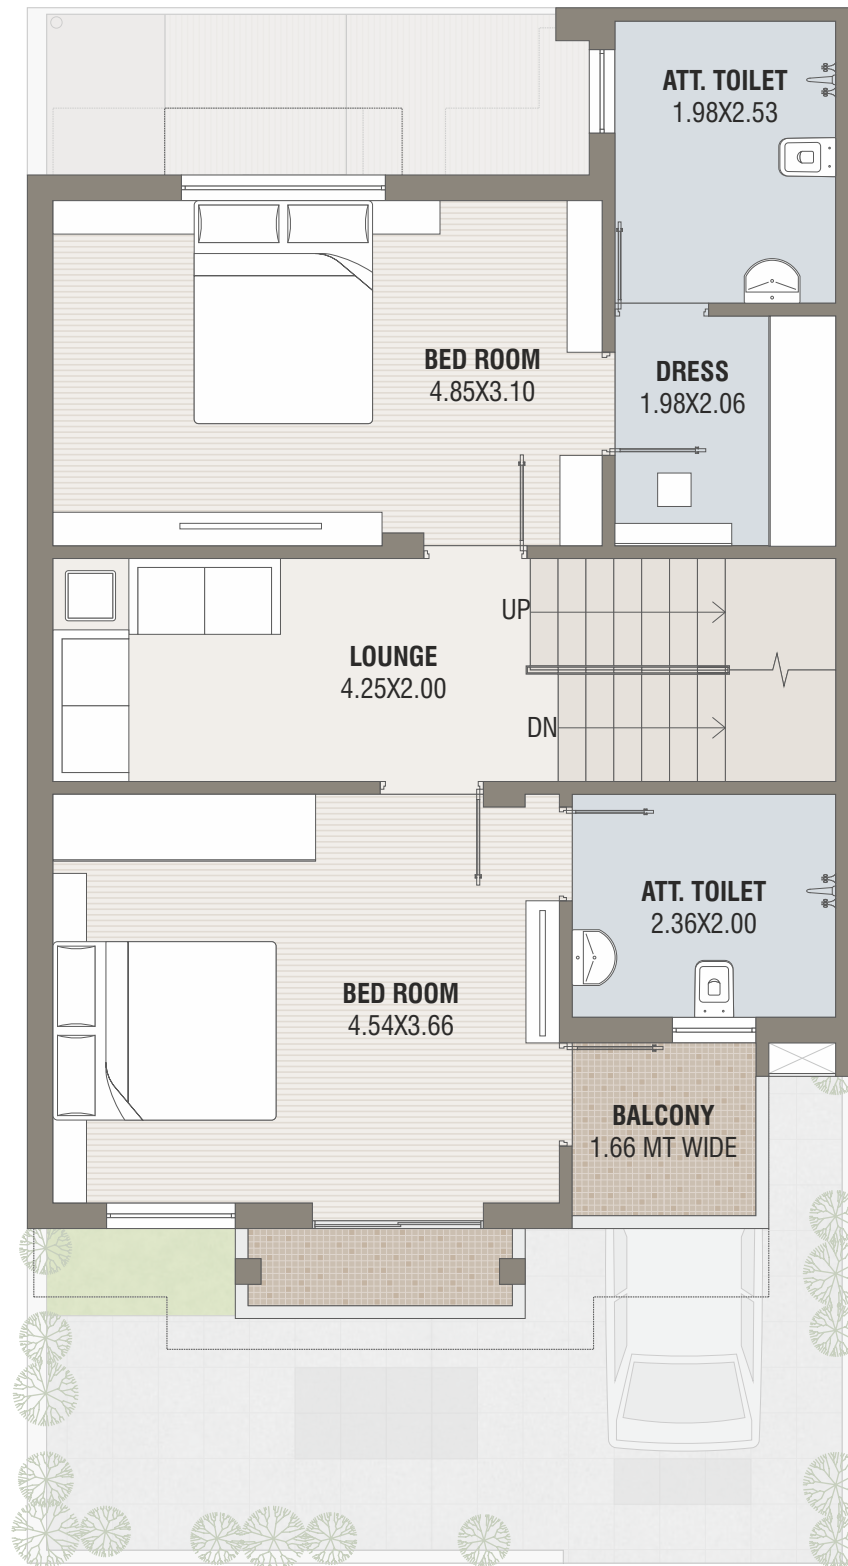 ATT. TOILET
1.98X2.53
BED ROOM
4.85X3.10
DRESS
1.98X2.06
UP
LOUNGE
4.25X2.00
DN
ATT. TOILET
2.36X2.00
BED ROOM
4.54X3.66
BALCONY
1.66 MT WIDE